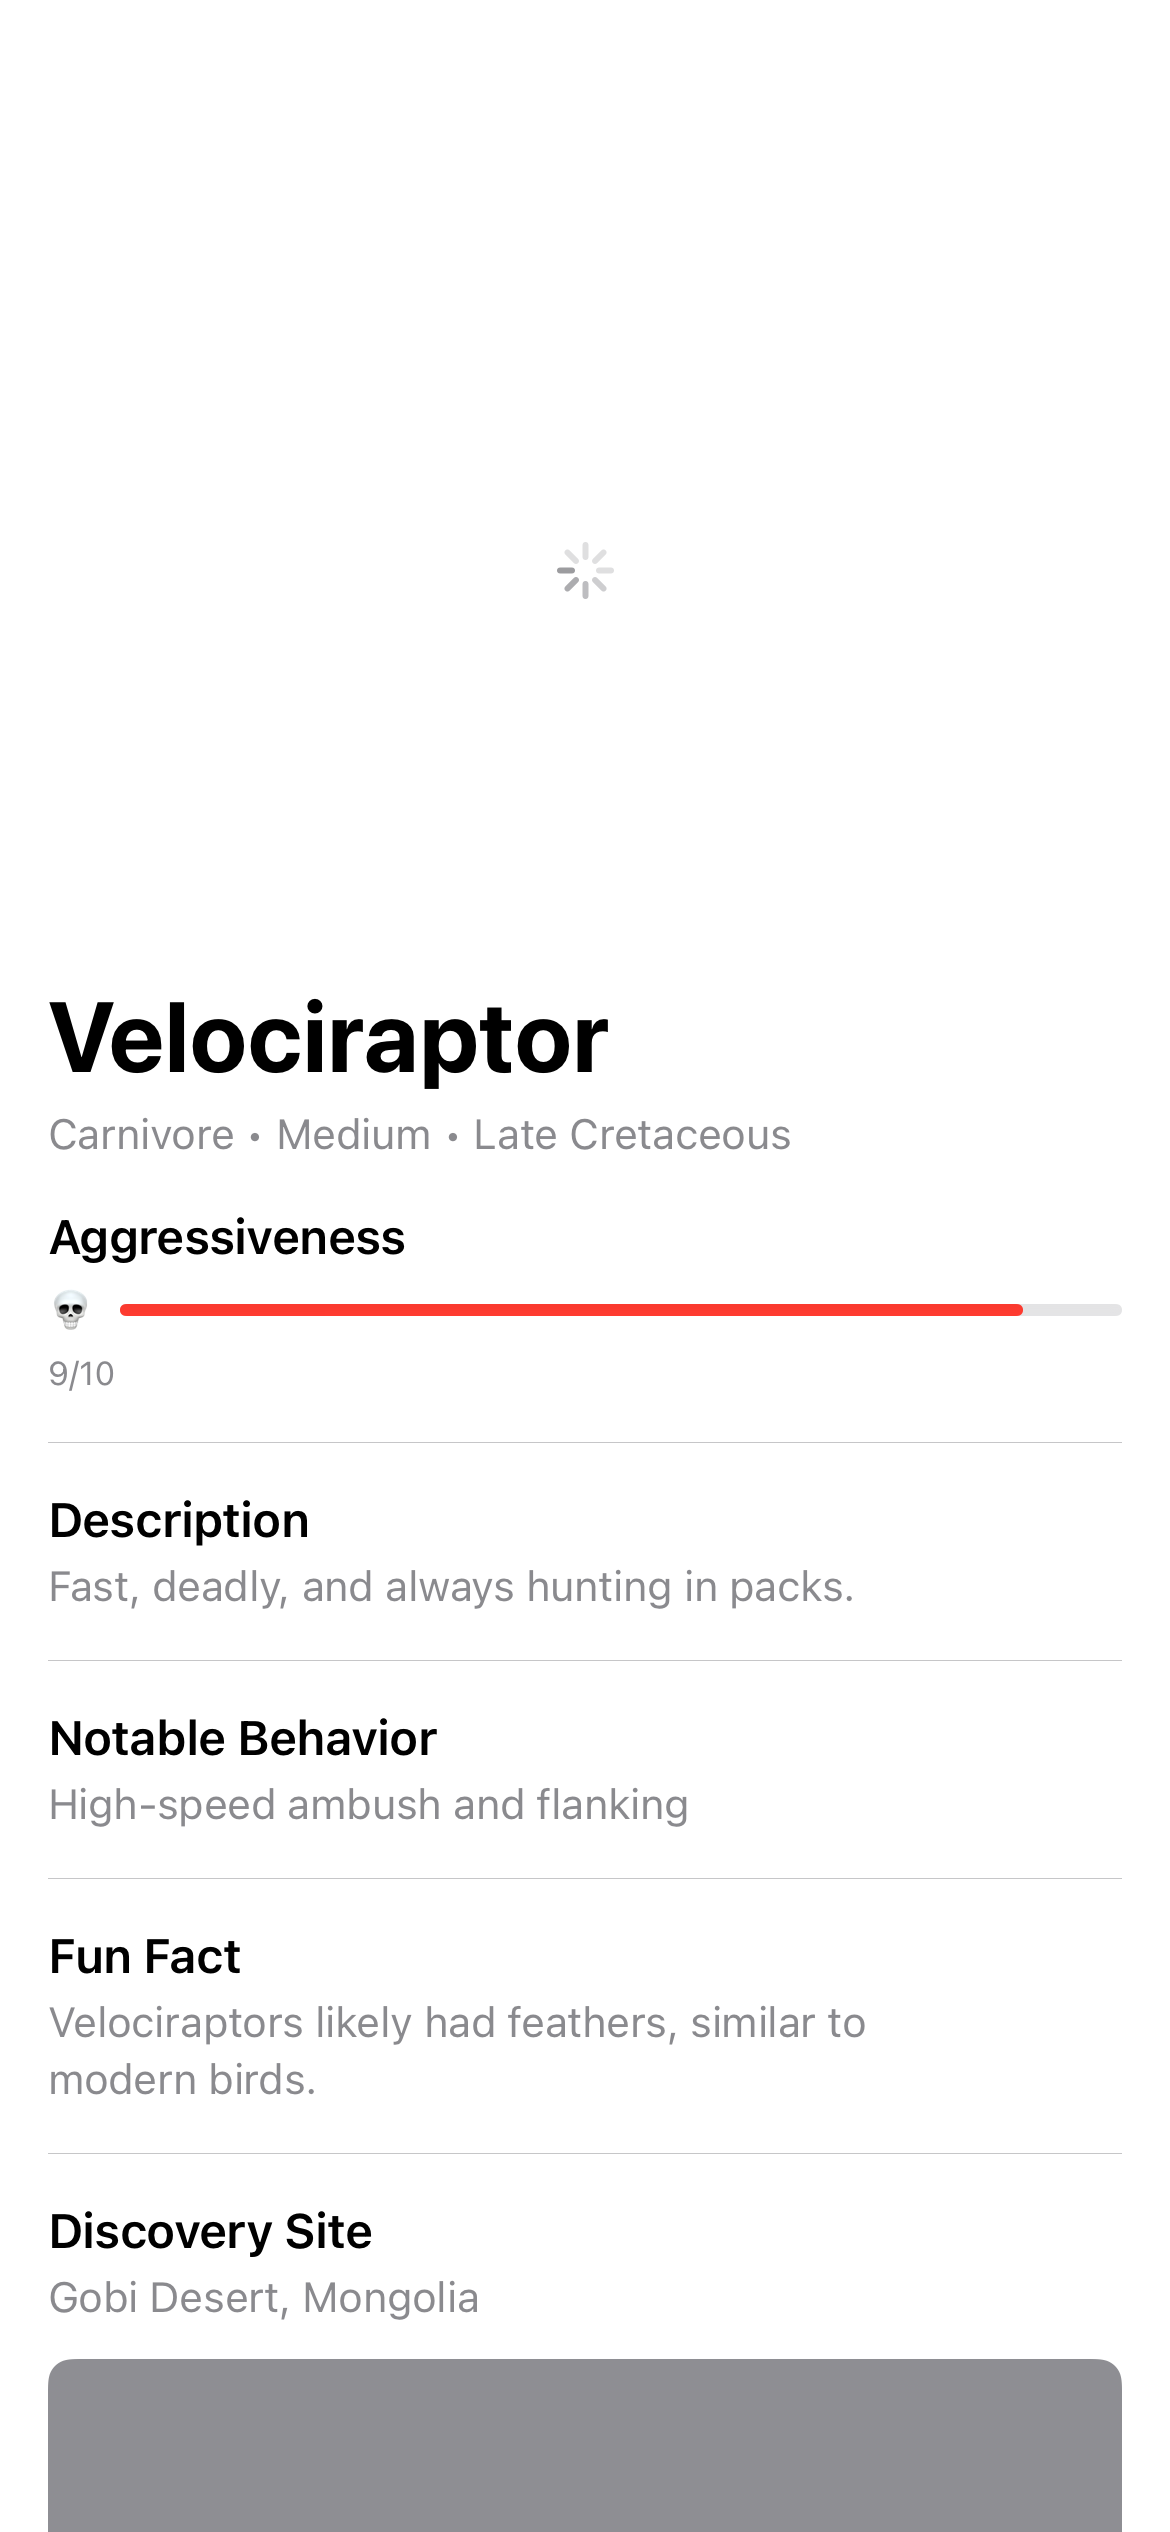 Velociraptor
Carnivore • Medium • Late Cretaceous
Aggressiveness
9/10
Description
Fast, deadly, and always hunting in packs.
Notable Behavior
High-speed ambush and flanking
Fun Fact
Velociraptors likely had feathers, similar to
modern birds.
Discovery Site
Gobi Desert, Mongolia